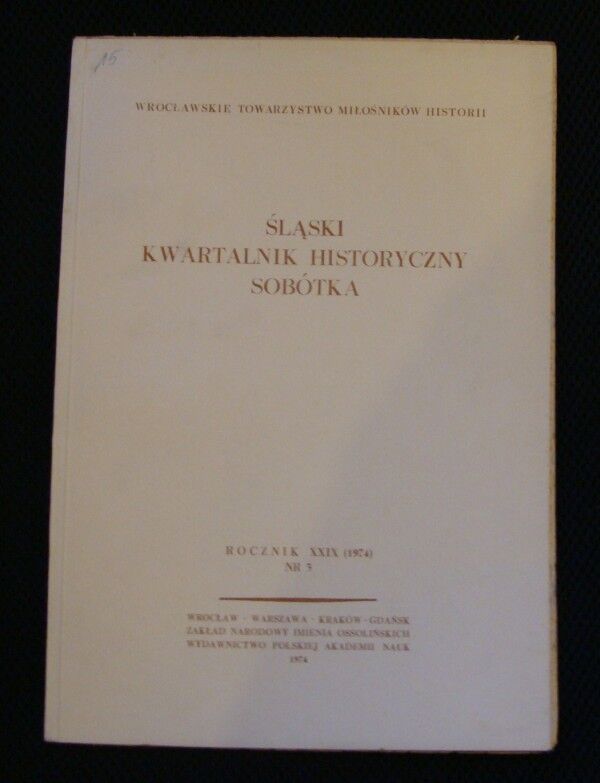 15
WROCŁAWSKIE TOWARZYSTWO MIŁOŚNIKÓW HISTORII
ŚLĄSKI
KWARTALNIK HISTORYCZNY
SOBÓTKA
ROCZNIK XXIX (1974)
NR 3
WROCŁAW · WARSZAWA · KRAKÓW · GDAŃSK
ZAKŁAD NARODOWY IMIENIA OSSOLIŃSKICH
WYDAWNICTWO POLSKIEJ AKADEMII NAUK
1974